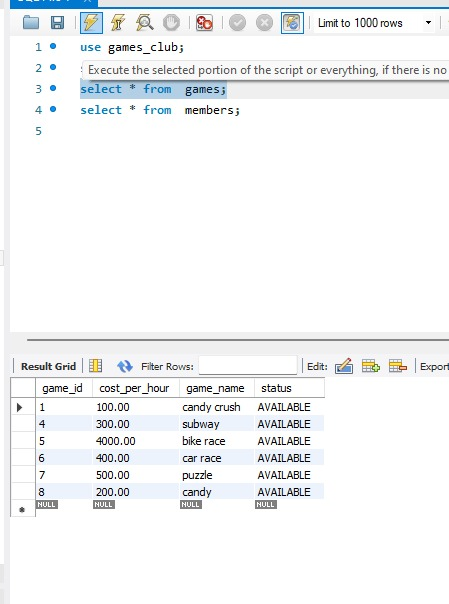 Limit to 1000 rows
1 use games_club;
2
Execute the selected portion of the script or everything, if there is no
3 select * from games;
4 select * from members;
5
Result Grid Filter Rows: Edit: Export
game_id cost_per_hour game_name status
1 100.00 candy crush AVAILABLE
4 300.00 subway AVAILABLE
5 4000.00 bike race AVAILABLE
6 400.00 car race AVAILABLE
7 500.00 puzzle AVAILABLE
8 200.00 candy AVAILABLE
NULL NULL NULL NULL